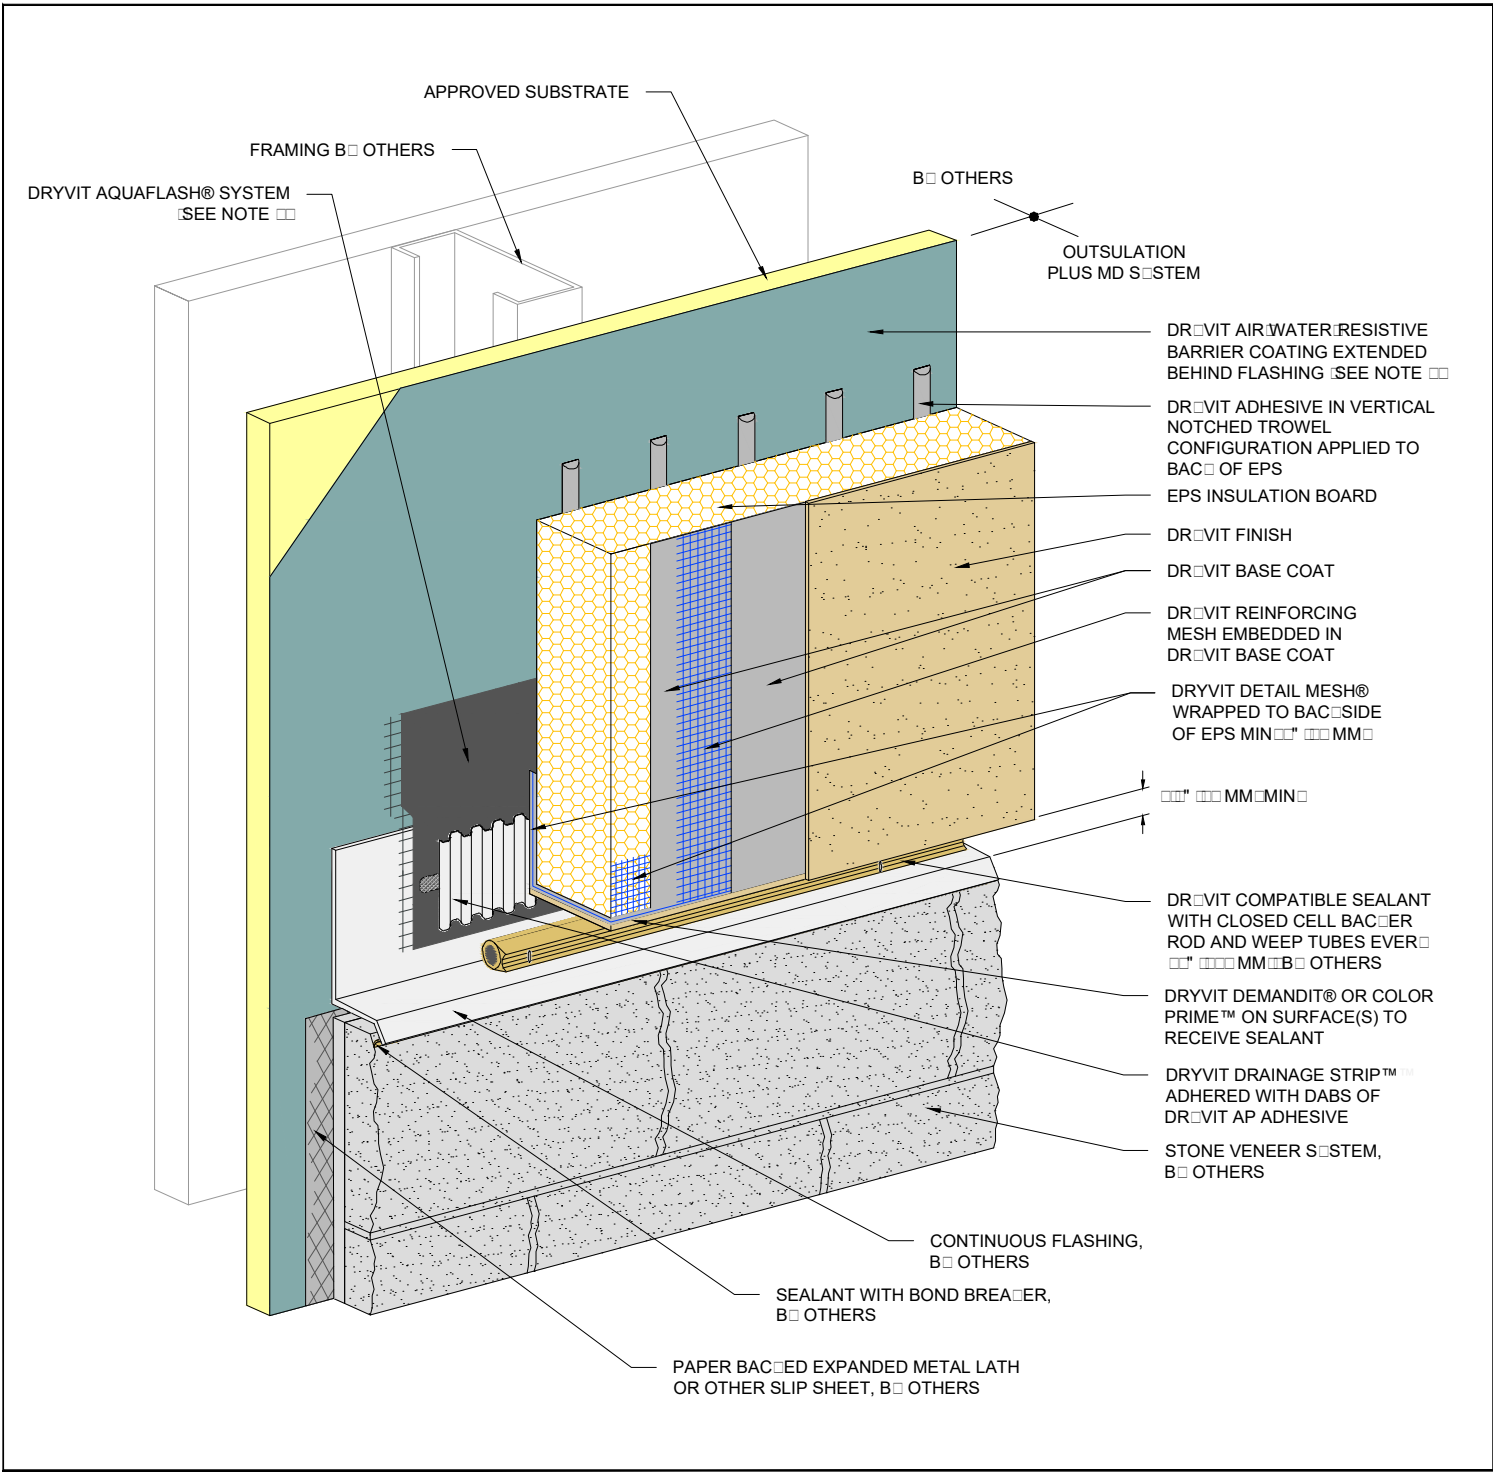 APPROVED SUBSTRATE
FRAMING B□ OTHERS
DRYVIT AQUAFLASH® SYSTEM
□SEE NOTE □□
B□ OTHERS
OUTSULATION
PLUS MD S□STEM
DR□VIT AIR□WATER□RESISTIVE
BARRIER COATING EXTENDED
BEHIND FLASHING □SEE NOTE □□
DR□VIT ADHESIVE IN VERTICAL
NOTCHED TROWEL
CONFIGURATION APPLIED TO
BAC□ OF EPS
EPS INSULATION BOARD
DR□VIT FINISH
DR□VIT BASE COAT
DR□VIT REINFORCING
MESH EMBEDDED IN
DR□VIT BASE COAT
DRYVIT DETAIL MESH®
WRAPPED TO BAC□SIDE
OF EPS MIN□□" □□□ MM□
□□□" □□□ MM□MIN□
DR□VIT COMPATIBLE SEALANT
WITH CLOSED CELL BAC□ER
ROD AND WEEP TUBES EVER□
□□" □□□□ MM□□B□ OTHERS
DRYVIT DEMANDIT® OR COLOR
PRIME™ ON SURFACE(S) TO
RECEIVE SEALANT
DRYVIT DRAINAGE STRIP™
ADHERED WITH DABS OF
DR□VIT AP ADHESIVE
STONE VENEER S□STEM,
B□ OTHERS
CONTINUOUS FLASHING,
B□ OTHERS
SEALANT WITH BOND BREA□ER,
B□ OTHERS
PAPER BAC□ED EXPANDED METAL LATH
OR OTHER SLIP SHEET, B□ OTHERS